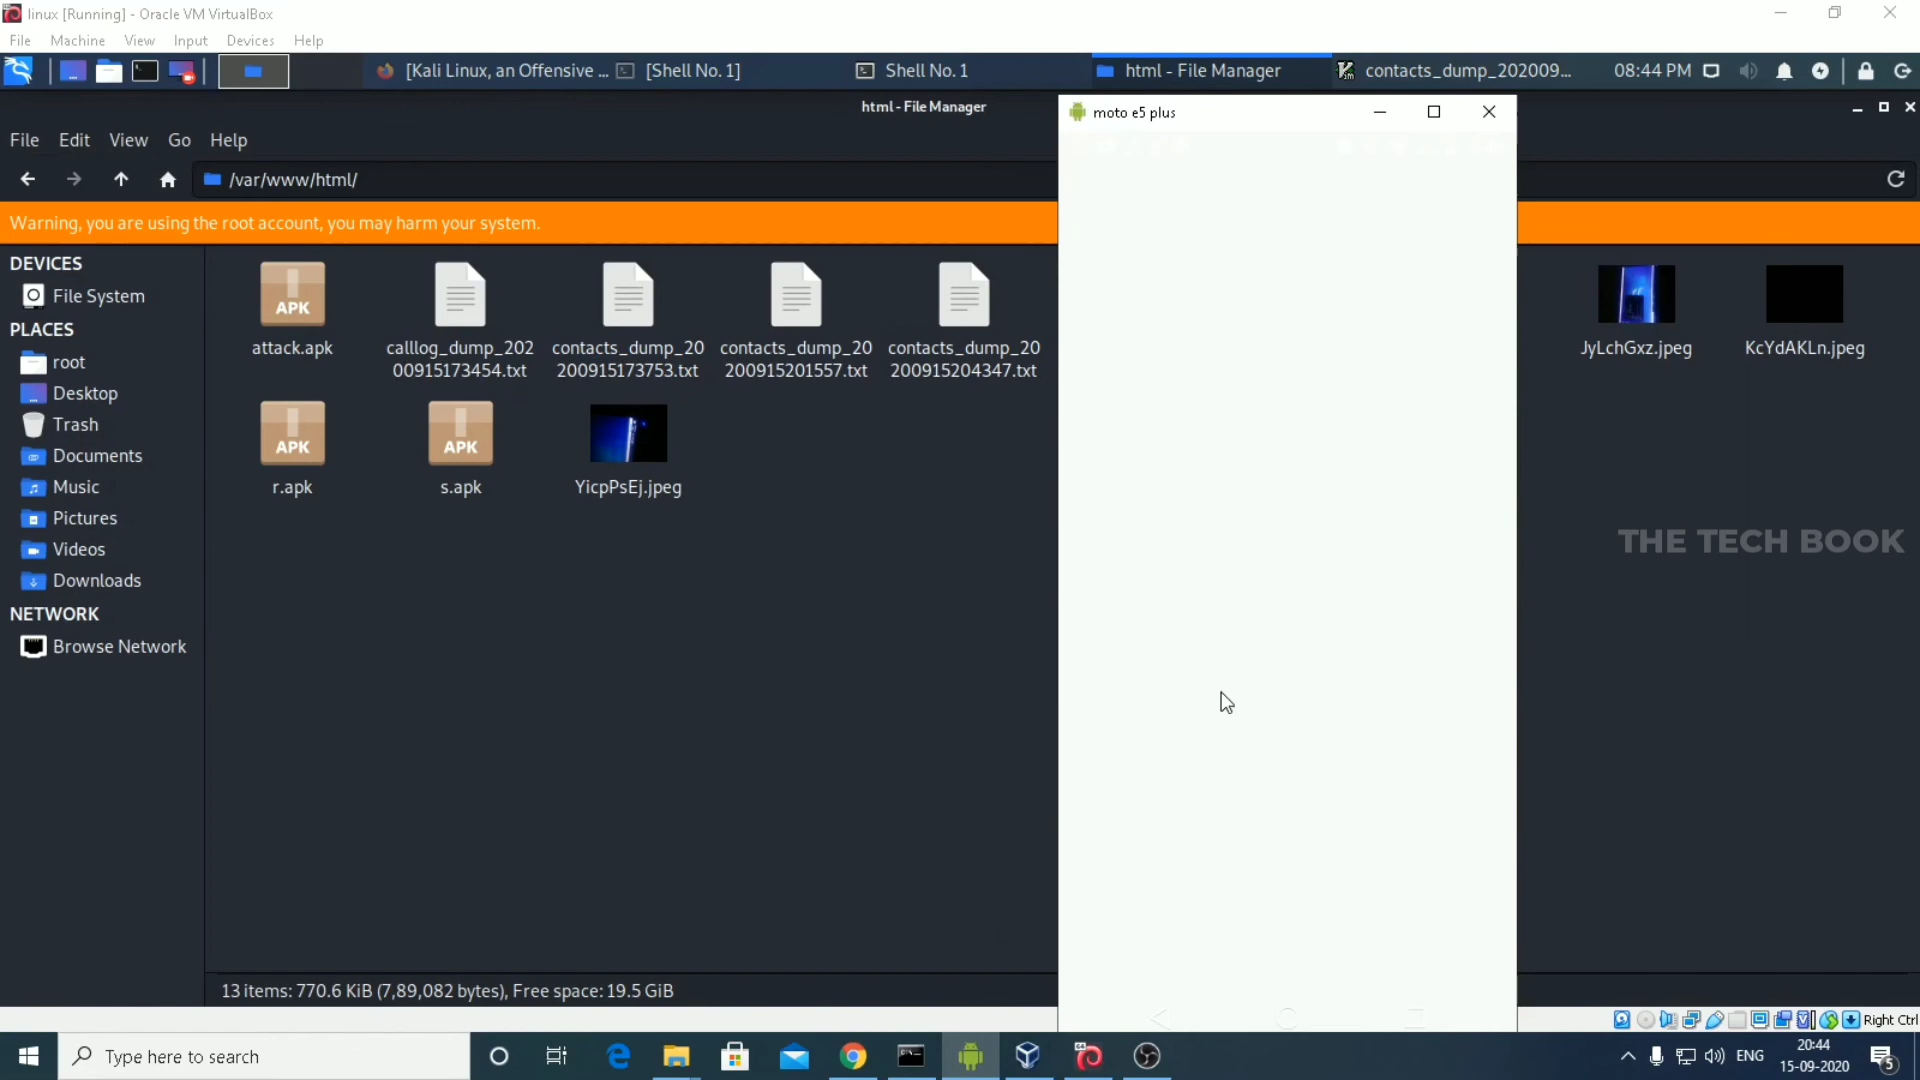 linux [Running] - Oracle VM VirtualBox
File Machine View Input Devices Help
[Kali Linux, an Offensive ... [Shell No. 1] Shell No. 1 html - File Manager contacts_dump_202009... 08:44 PM
html - File Manager
moto e5 plus
File Edit View Go Help
/var/www/html/
Warning, you are using the root account, you may harm your system.
DEVICES
File System
PLACES
root
Desktop
Trash
Documents
Music
Pictures
Videos
Downloads
NETWORK
Browse Network
APK
attack.apk
calllog_dump_202
00915173454.txt
contacts_dump_20
200915173753.txt
contacts_dump_20
200915201557.txt
contacts_dump_20
200915204347.txt
JyLchGxz.jpeg
KcYdAKLn.jpeg
APK
r.apk
APK
s.apk
YicpPsEj.jpeg
THE TECH BOOK
13 items: 770.6 KiB (7,89,082 bytes), Free space: 19.5 GiB
Right Ctrl
Type here to search
ENG
20:44
15-09-2020
5